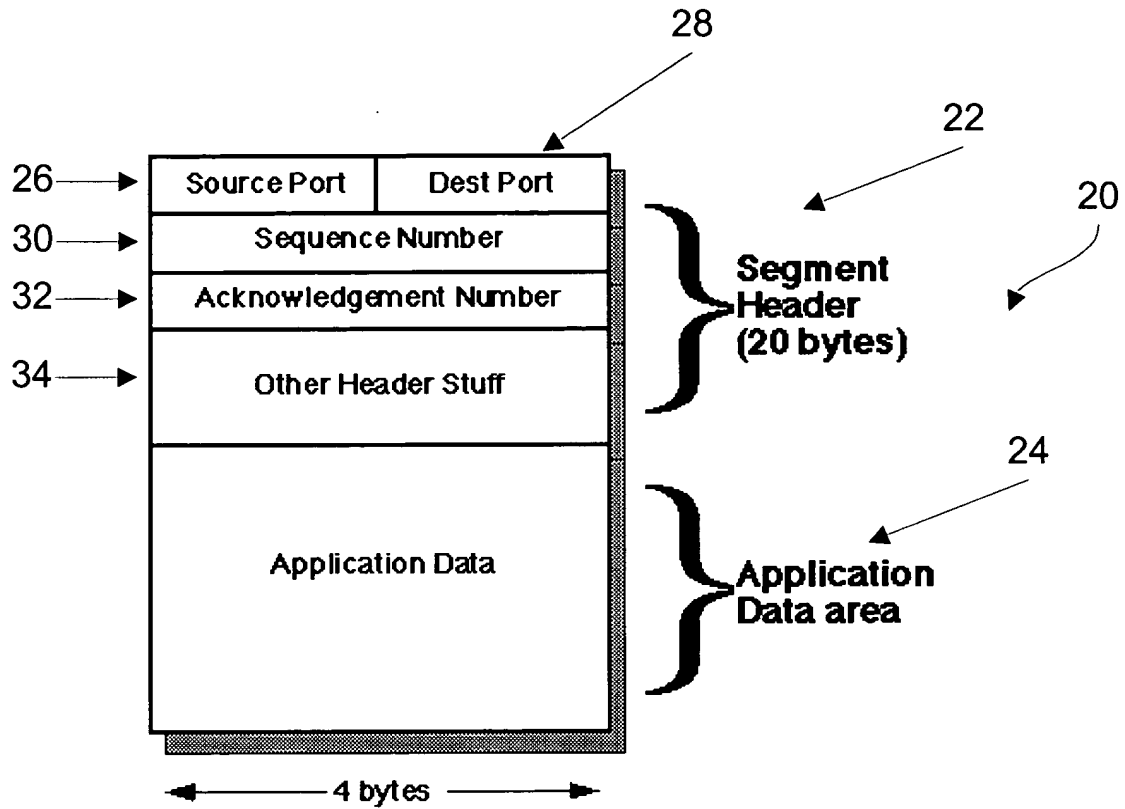 28
22
26
Source Port
Dest Port
20
30
Sequence Number
Segment
Header
(20 bytes)
32
Acknowledgement Number
34
Other Header Stuff
24
Application Data
Application
Data area
4 bytes